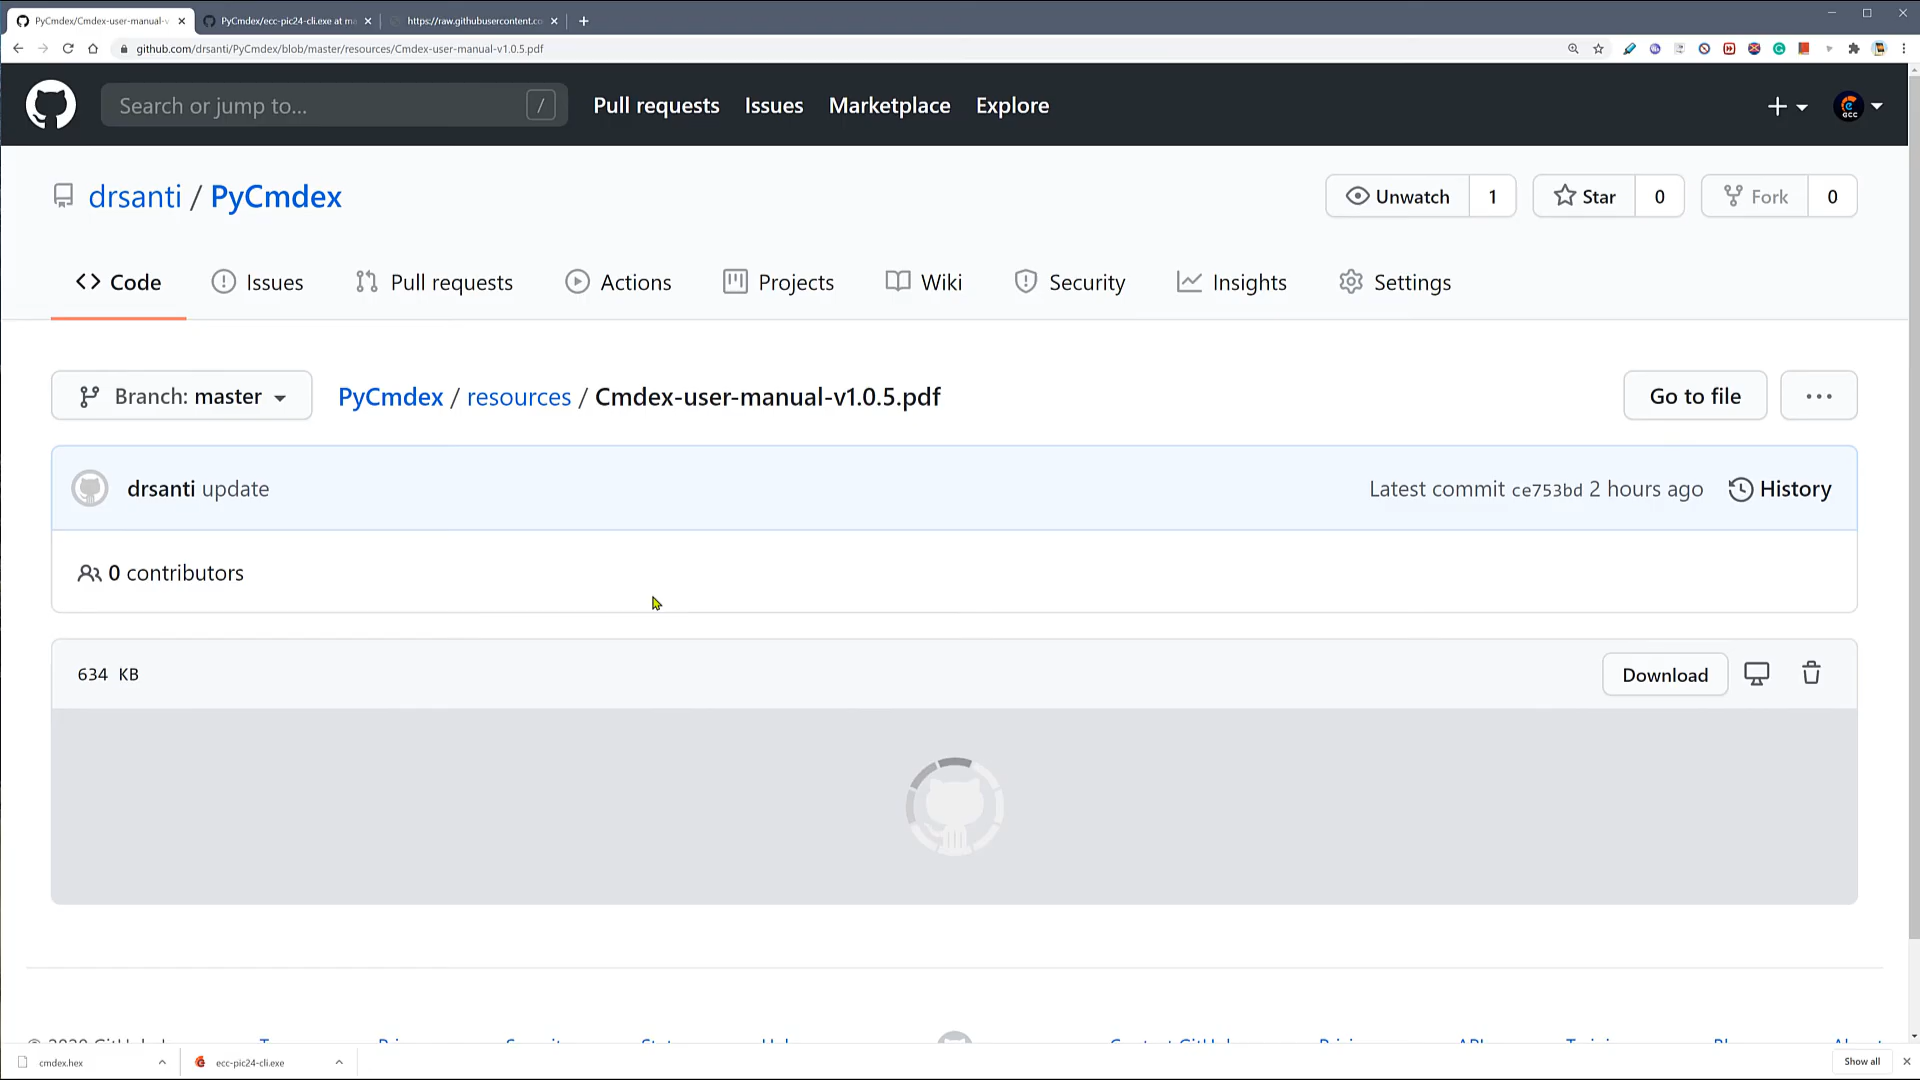 PyCmdex/Cmdex-user-manual-v
PyCmdex/ecc-pic24-cli.exe at ma
https://raw.githubusercontent.co
github.com/drsanti/PyCmdex/blob/master/resources/Cmdex-user-manual-v1.0.5.pdf
Search or jump to... /
Pull requests Issues Marketplace Explore
drsanti / PyCmdex
Unwatch 1 Star 0 Fork 0
Code Issues Pull requests Actions Projects Wiki Security Insights Settings
Branch: master PyCmdex / resources / Cmdex-user-manual-v1.0.5.pdf Go to file
drsanti update Latest commit ce753bd 2 hours ago History
0 contributors
634 KB Download
cmdex.hex ecc-pic24-cli.exe Show all